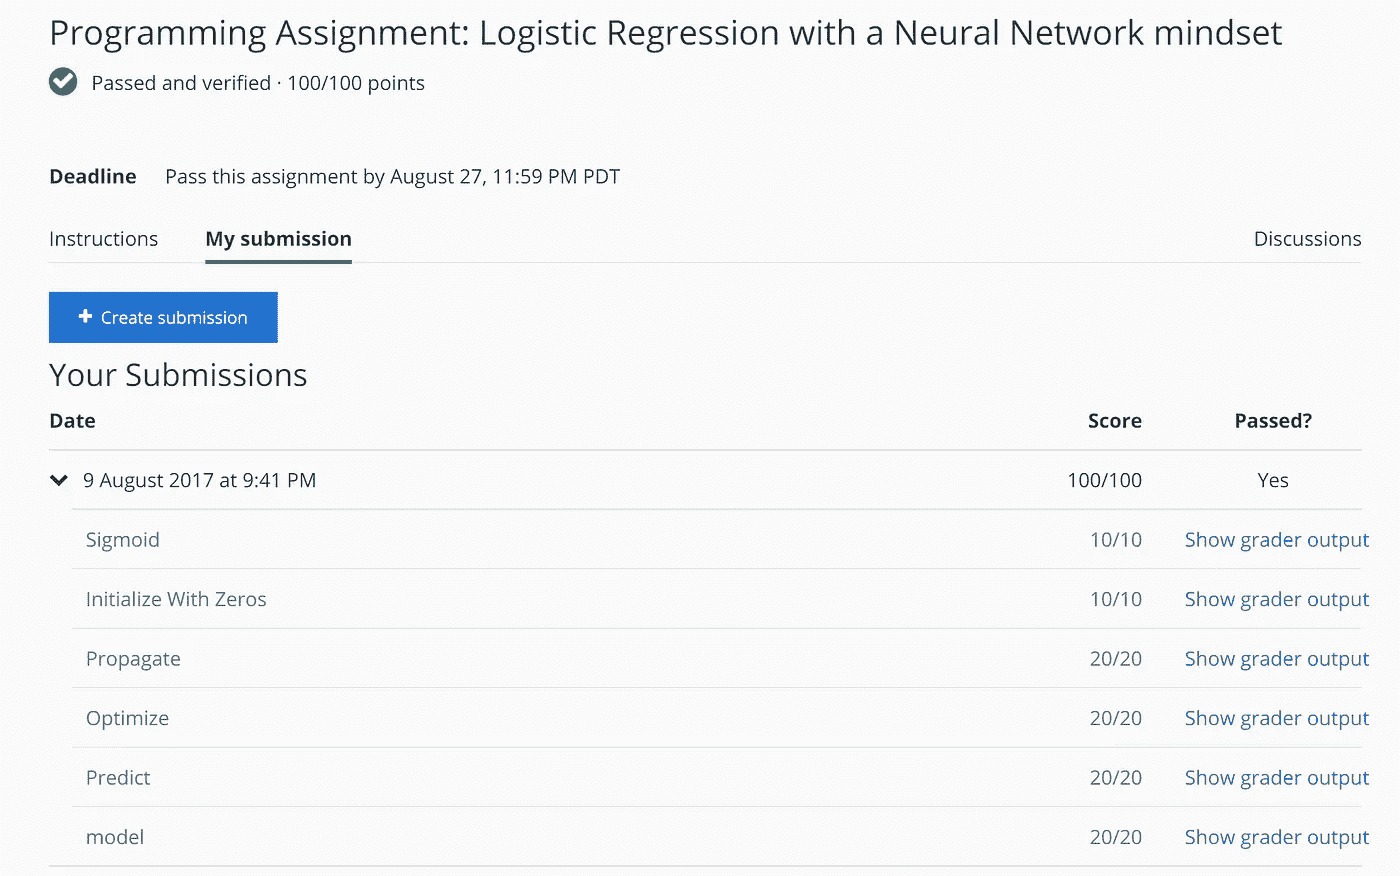 Programming Assignment: Logistic Regression with a Neural Network mindset
Passed and verified · 100/100 points
Deadline Pass this assignment by August 27, 11:59 PM PDT
Instructions My submission Discussions
+ Create submission
Your Submissions
Date Score Passed?
9 August 2017 at 9:41 PM 100/100 Yes
Sigmoid 10/10 Show grader output
Initialize With Zeros 10/10 Show grader output
Propagate 20/20 Show grader output
Optimize 20/20 Show grader output
Predict 20/20 Show grader output
model 20/20 Show grader output